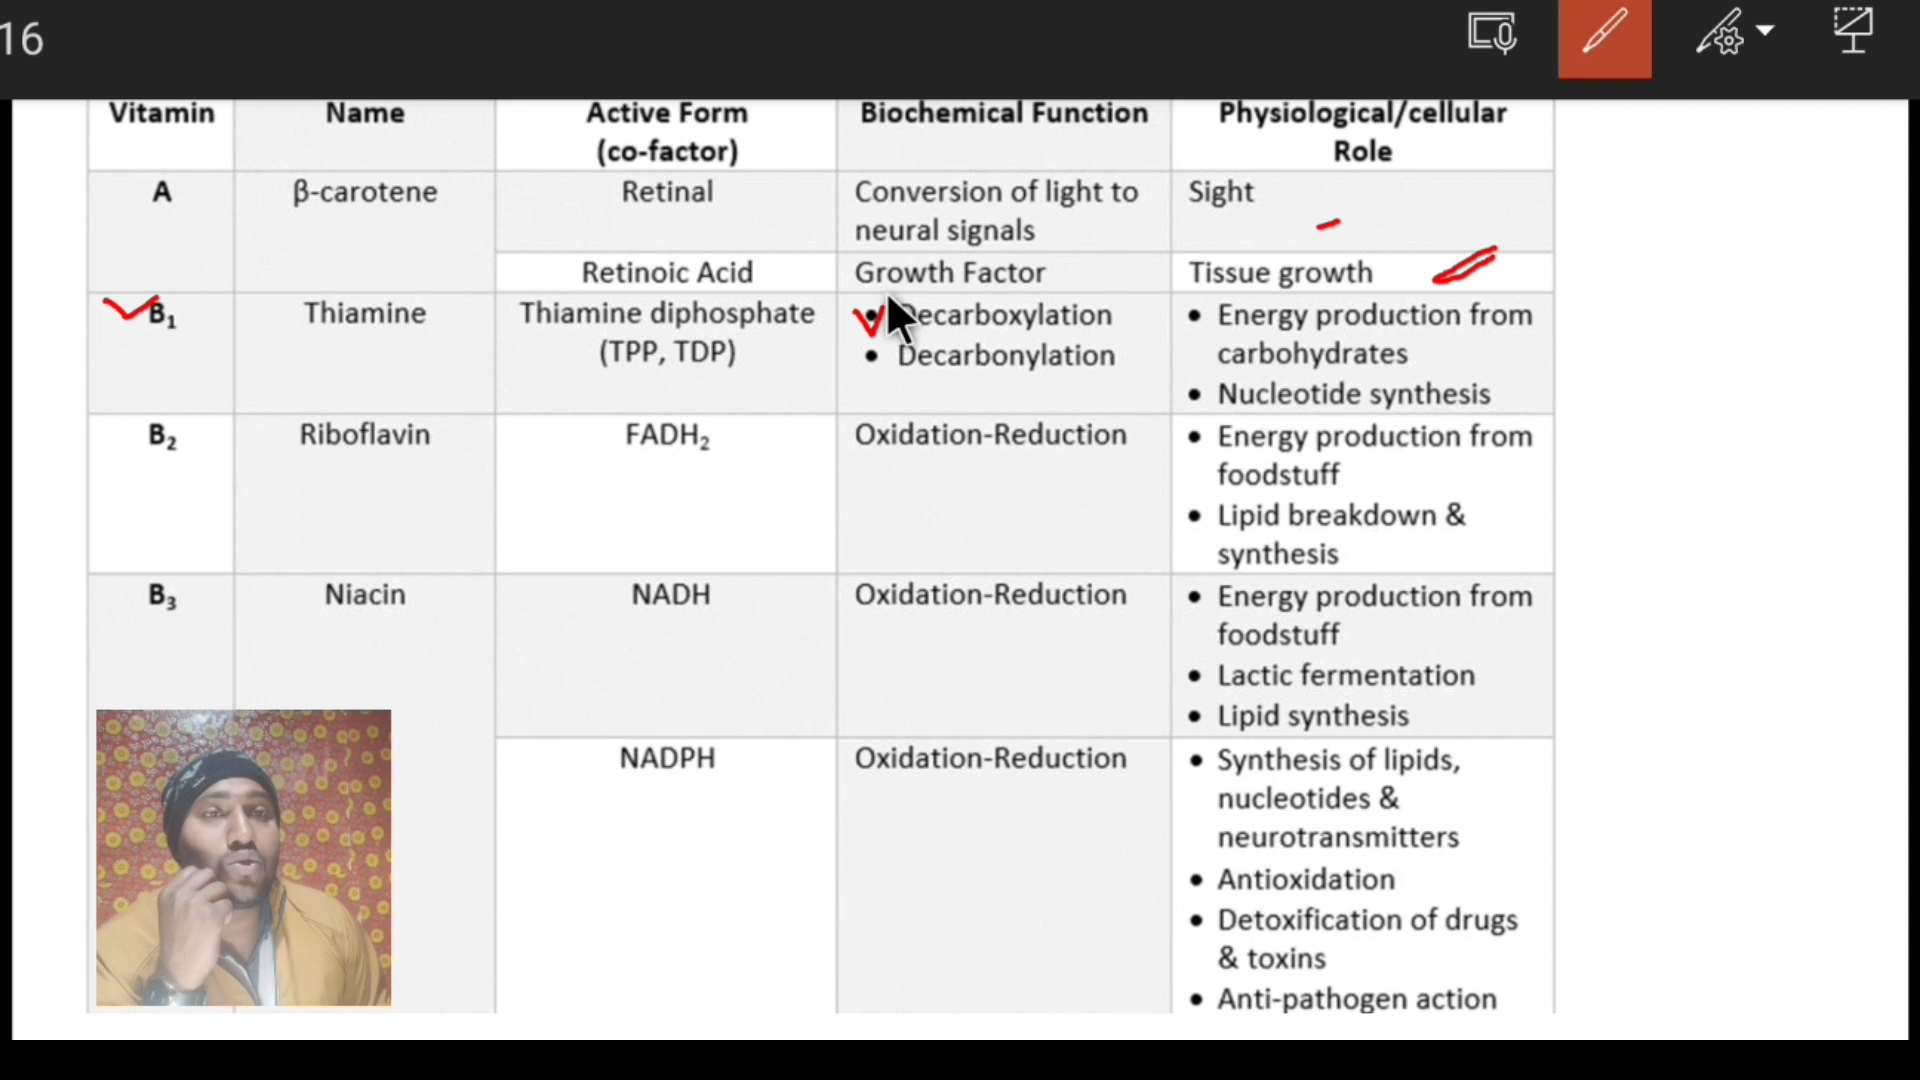 16
Vitamin
Name
Active Form
(co-factor)
Biochemical Function
Physiological/cellular
Role
A
β-carotene
Retinal
Conversion of light to
neural signals
Sight
Retinoic Acid
Growth Factor
Tissue growth
B₁
Thiamine
Thiamine diphosphate
(TPP, TDP)
• Decarboxylation
• Decarbonylation
• Energy production from
carbohydrates
• Nucleotide synthesis
B₂
Riboflavin
FADH₂
Oxidation-Reduction
• Energy production from
foodstuff
• Lipid breakdown &
synthesis
B₃
Niacin
NADH
Oxidation-Reduction
• Energy production from
foodstuff
• Lactic fermentation
• Lipid synthesis
NADPH
Oxidation-Reduction
• Synthesis of lipids,
nucleotides &
neurotransmitters
• Antioxidation
• Detoxification of drugs
& toxins
• Anti-pathogen action